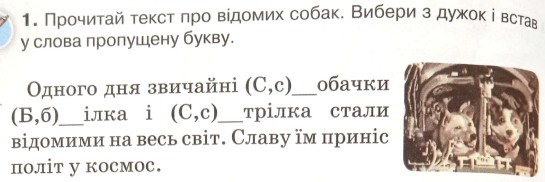 1. Прочитай текст про відомих собак. Вибери з дужок і встав
у слова пропущену букву.
Одного дня звичайні (С,с)__обачки
(Б,б)__ілка і (С,с)__трілка стали
відомими на весь світ. Славу їм приніс
політ у космос.